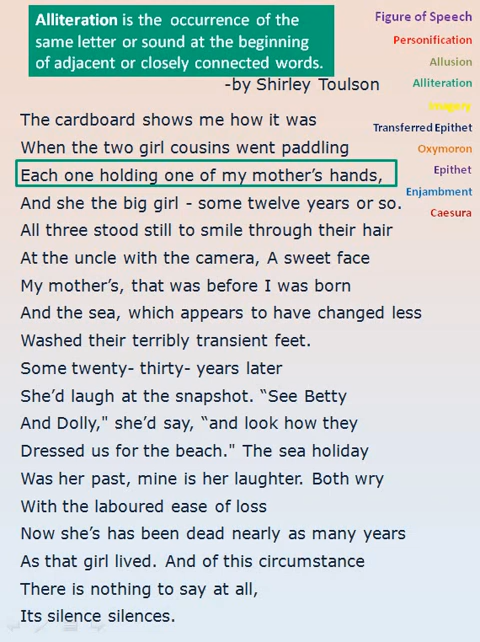 Alliteration is the occurrence of the
same letter or sound at the beginning
of adjacent or closely connected words.
-by Shirley Toulson
Figure of Speech
Personification
Allusion
Alliteration
Imagery
Transferred Epithet
Oxymoron
Epithet
Enjambment
Caesura
The cardboard shows me how it was
When the two girl cousins went paddling
Each one holding one of my mother's hands,
And she the big girl - some twelve years or so.
All three stood still to smile through their hair
At the uncle with the camera, A sweet face
My mother's, that was before I was born
And the sea, which appears to have changed less
Washed their terribly transient feet.
Some twenty- thirty- years later
She'd laugh at the snapshot. “See Betty
And Dolly," she'd say, “and look how they
Dressed us for the beach." The sea holiday
Was her past, mine is her laughter. Both wry
With the laboured ease of loss
Now she's has been dead nearly as many years
As that girl lived. And of this circumstance
There is nothing to say at all,
Its silence silences.